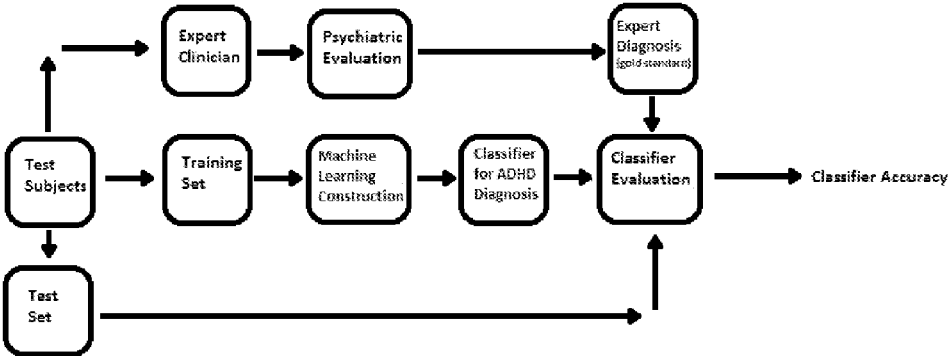 Expert
Clinician
Psychiatric
Evaluation
Expert
Diagnosis
(gold-standard)
Test
Subjects
Training
Set
Machine
Learning
Construction
Classifier
for ADHD
Diagnosis
Classifier
Evaluation
Classifier Accuracy
Test
Set